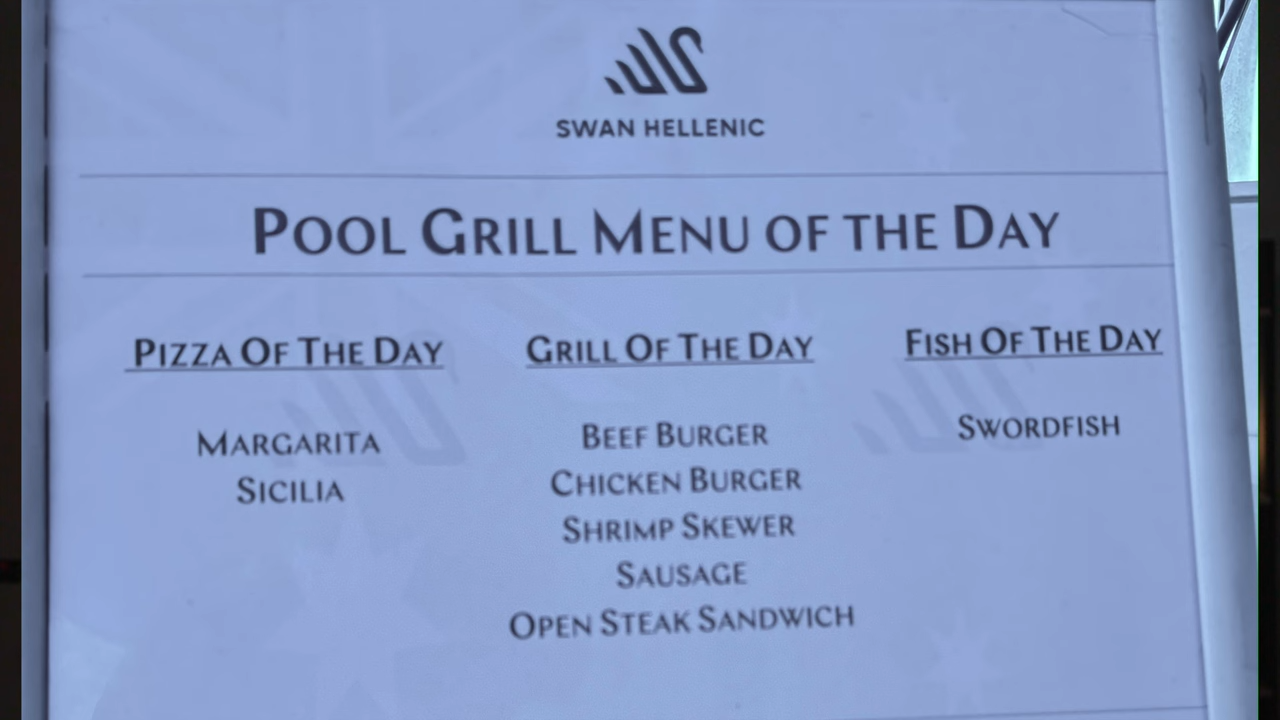 SWAN HELLENIC
POOL GRILL MENU OF THE DAY
PIZZA OF THE DAY
MARGARITA
SICILIA
GRILL OF THE DAY
BEEF BURGER
CHICKEN BURGER
SHRIMP SKEWER
SAUSAGE
OPEN STEAK SANDWICH
FISH OF THE DAY
SWORDFISH